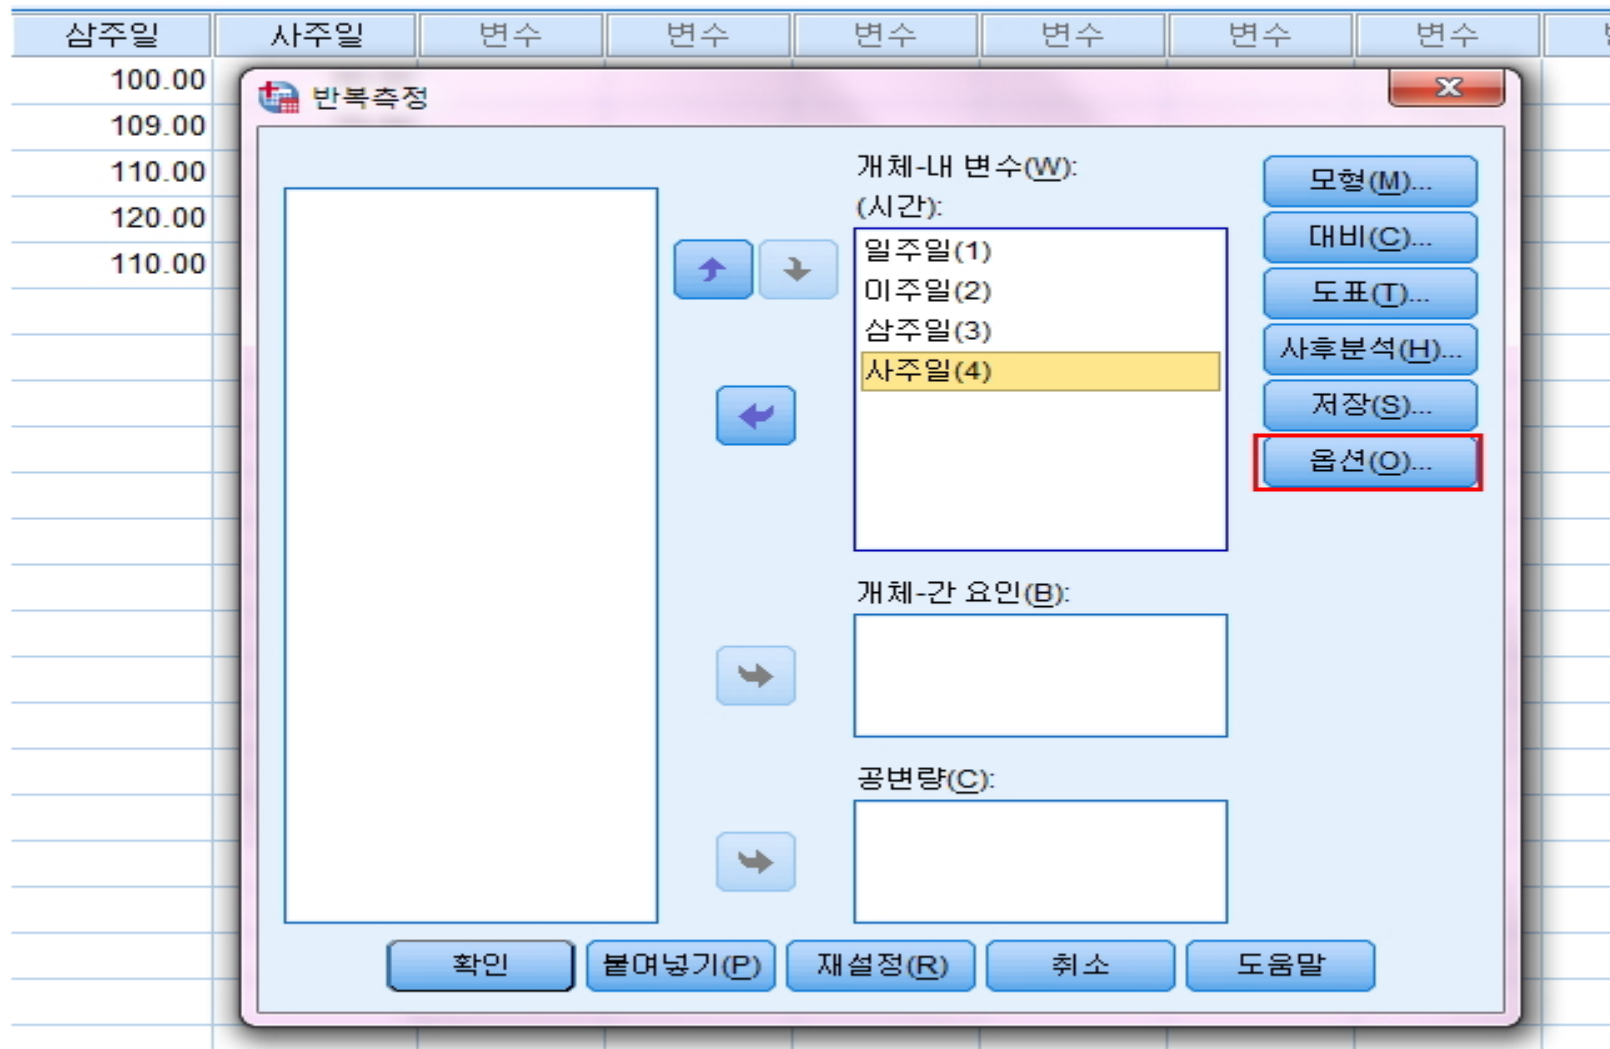 삼주일 사주일 변수 변수 변수 변수 변수 변수
100.00
109.00
110.00
120.00
110.00
반복측정
개체-내 변수(W):
(시간):
일주일(1)
이주일(2)
삼주일(3)
사주일(4)
개체-간 요인(B):
공변량(C):
모형(M)...
대비(C)...
도표(T)...
사후분석(H)...
저장(S)...
옵션(O)...
확인 붙여넣기(P) 재설정(R) 취소 도움말